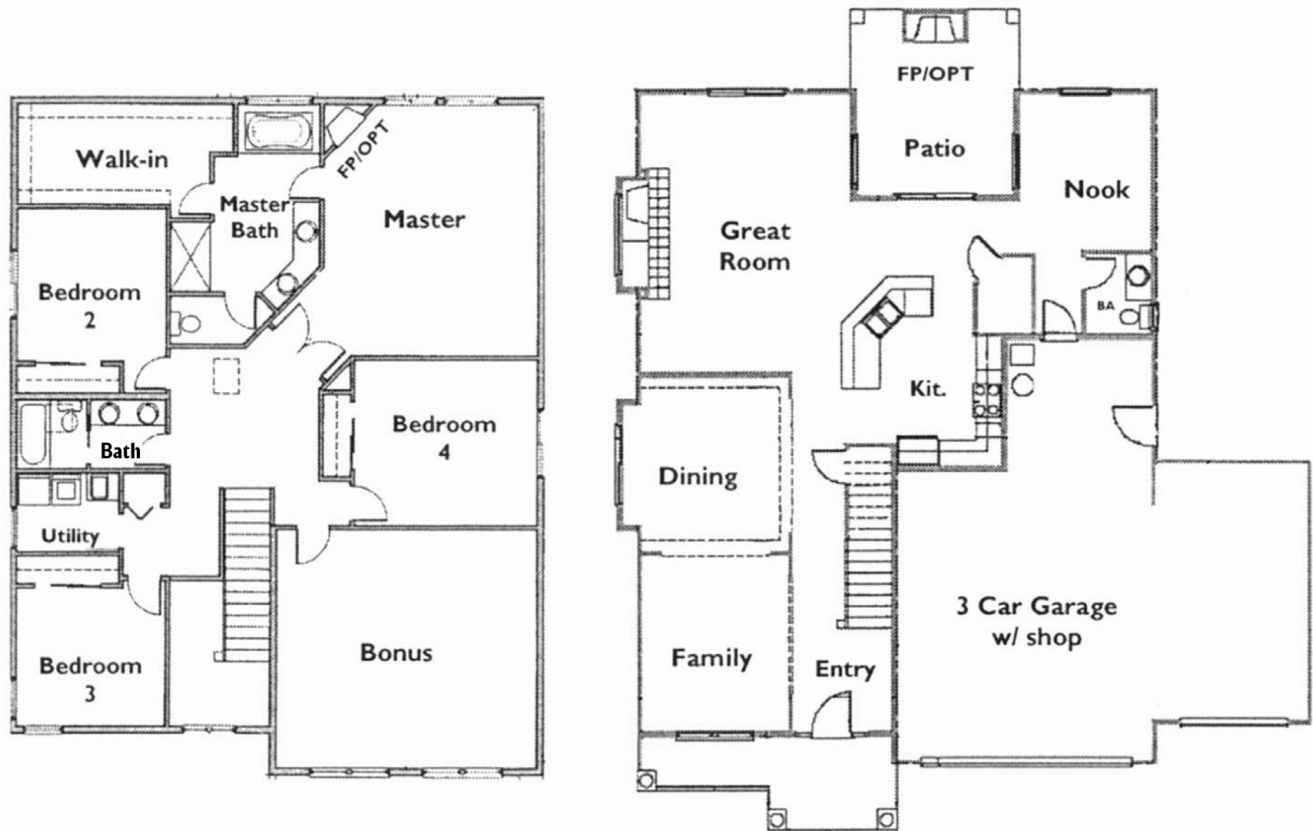 Walk-in
Master
Bath
FP/OPT
Master
Bedroom
2
Bath
Bedroom
4
Utility
Bedroom
3
Bonus
FP/OPT
Patio
Nook
Great
Room
BA
Kit.
Dining
3 Car Garage
w/ shop
Family
Entry